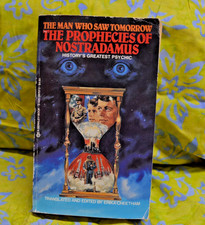 THE MAN WHO SAW TOMORROW
THE PROPHECIES OF
NOSTRADAMUS
HISTORY'S GREATEST PSYCHIC
TRANSLATED AND EDITED BY ERIKA CHEETHAM